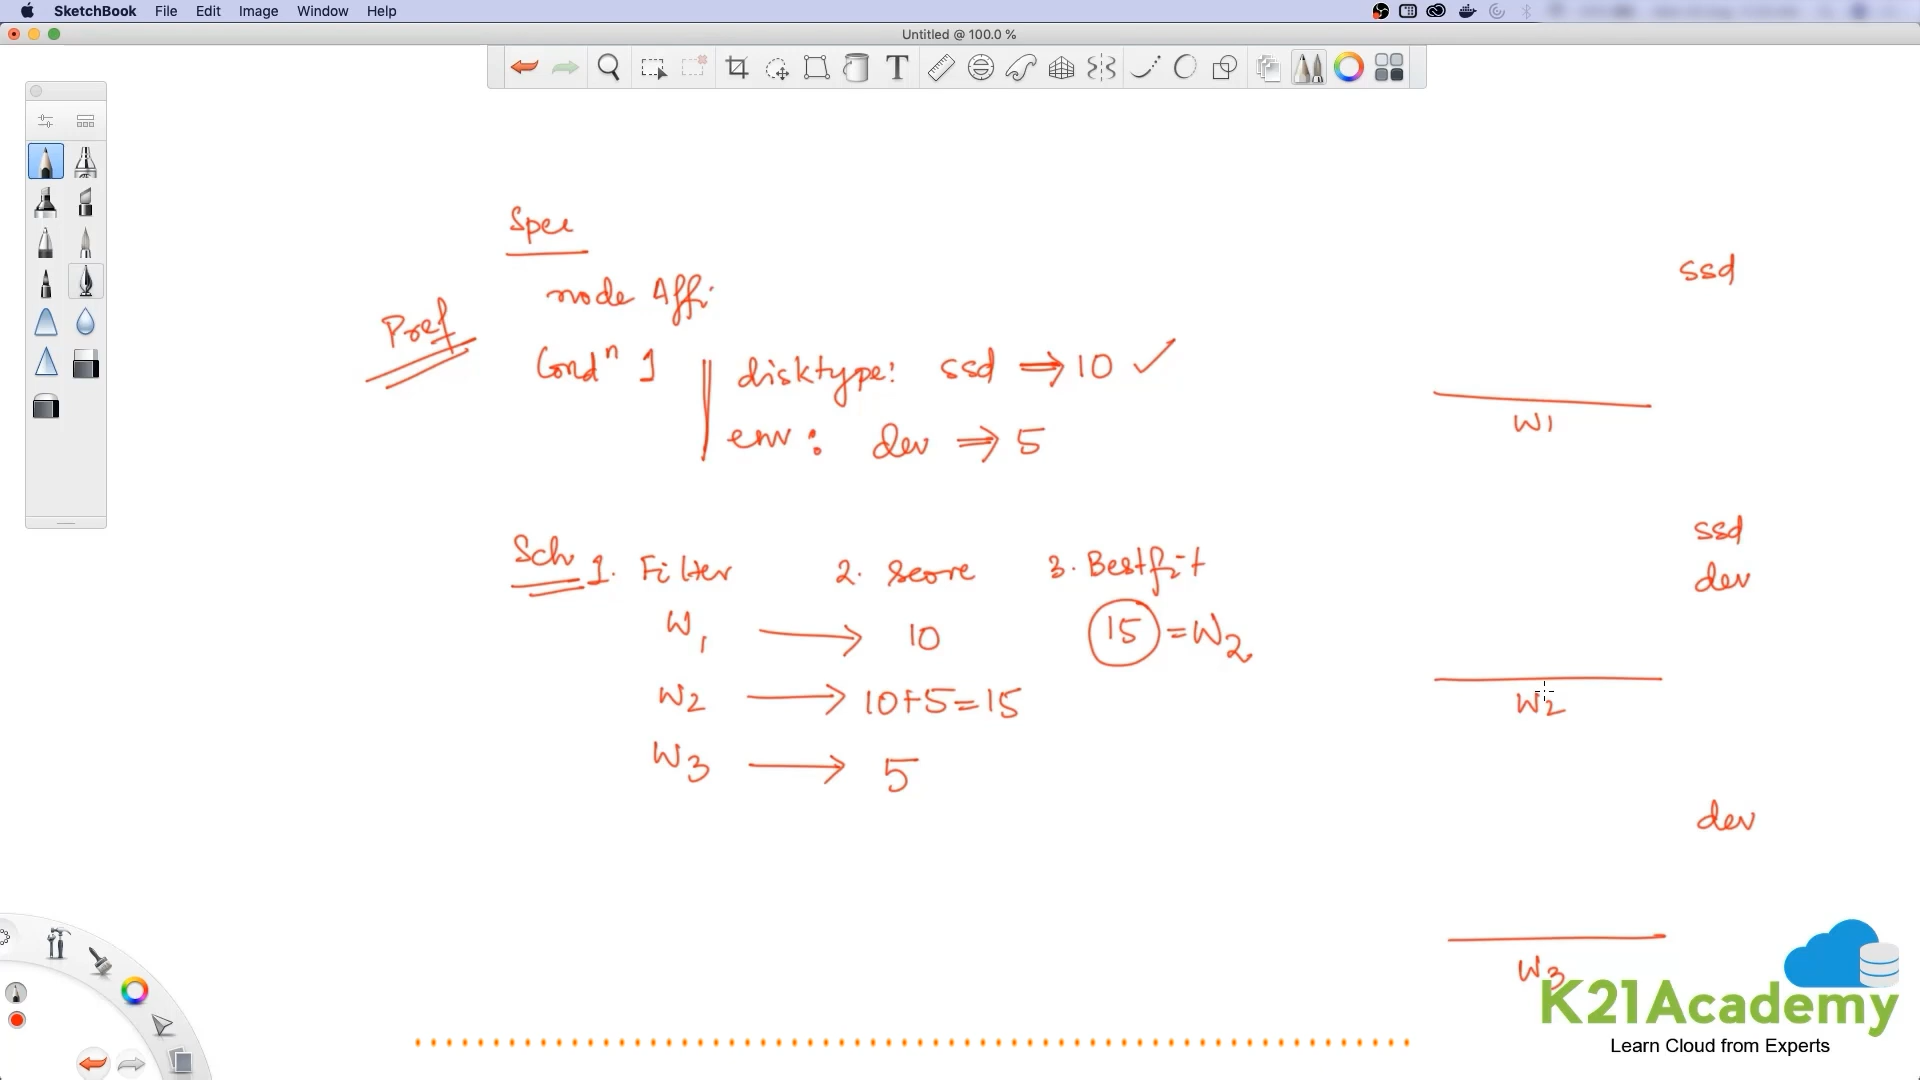 SketchBook File Edit Image Window Help
Untitled @ 100.0 %
T
Spec
node Affi
Pref
Condⁿ 1 disktype: ssd ⇒ 10 ✓
env: dev ⇒ 5
Sch 1. Filter 2. Score 3. Bestfit
W1 → 10 15 = W2
W2 → 10+5=15
W3 → 5
ssd
W1
ssd
dev
W2
dev
W3
K21Academy
Learn Cloud from Experts